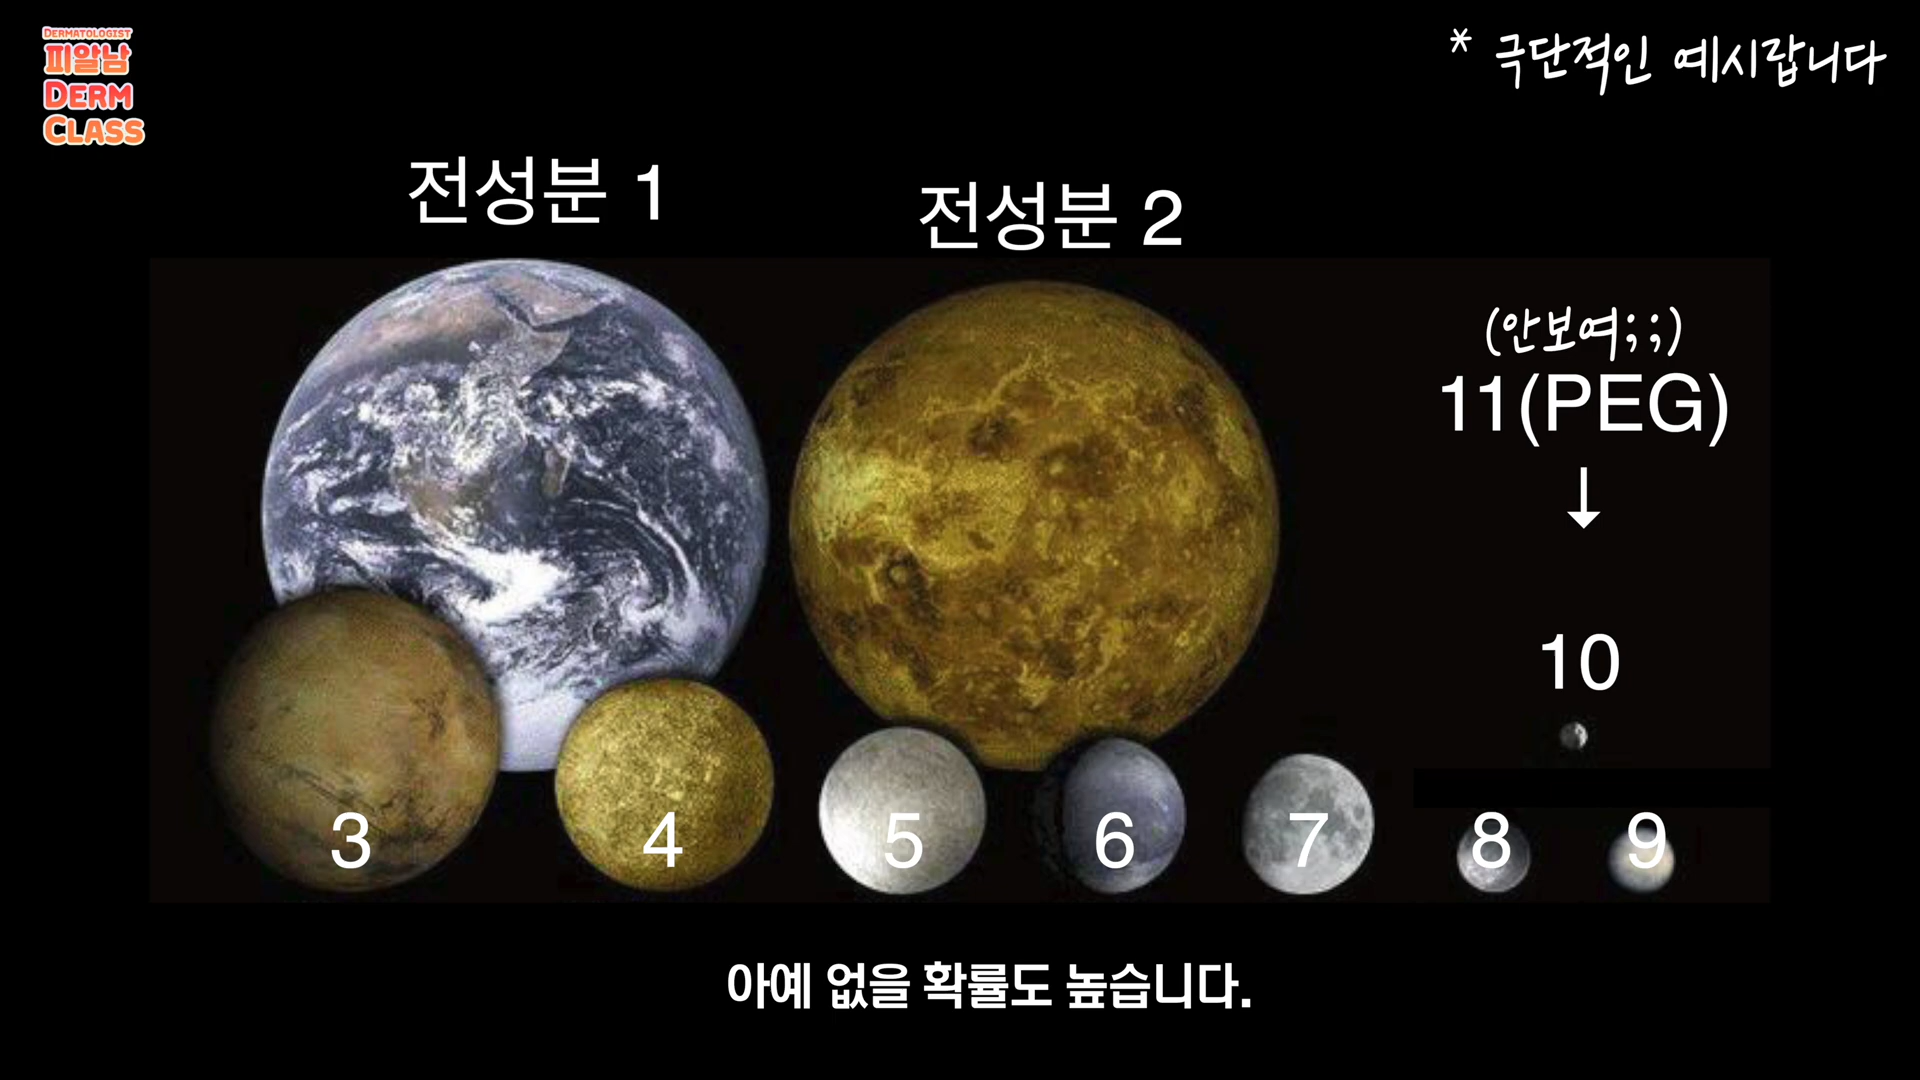 DERMATOLOGIST
피알남
DERM
CLASS
* 극단적인 예시랍니다
전성분 1
전성분 2
(안보여;;)
11(PEG)
↓
10
3
4
5
6
7
8
9
아예 없을 확률도 높습니다.